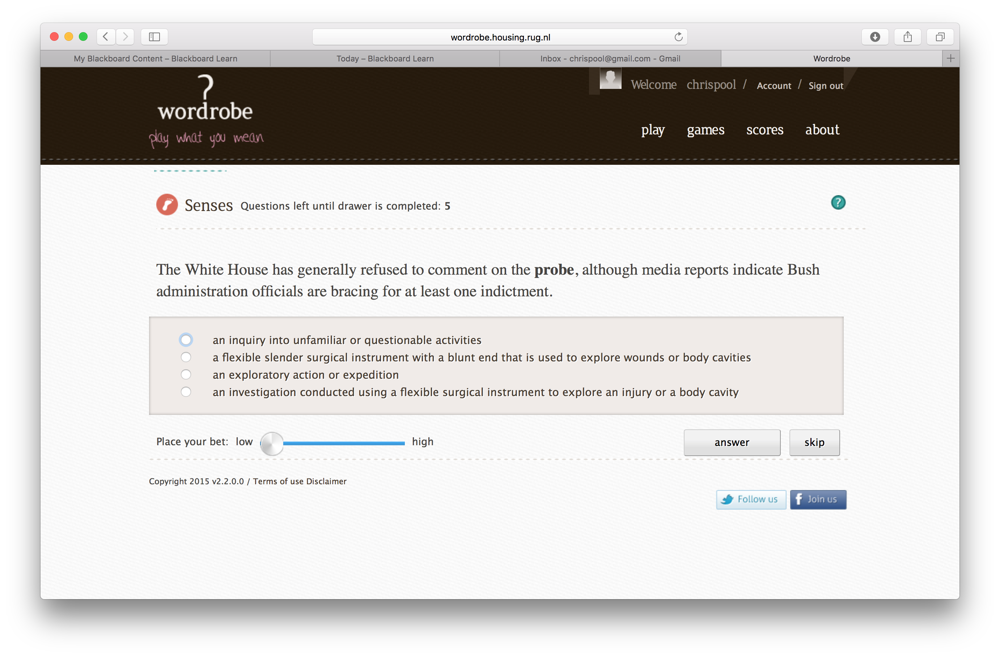 wordrobe.housing.rug.nl
My Blackboard Content – Blackboard Learn
Today – Blackboard Learn
Inbox - chrispool@gmail.com - Gmail
Wordrobe
wordrobe
play what you mean
Welcome chrispool / Account / Sign out
play games scores about
Senses Questions left until drawer is completed: 5
?
The White House has generally refused to comment on the probe, although media reports indicate Bush
administration officials are bracing for at least one indictment.
an inquiry into unfamiliar or questionable activities
a flexible slender surgical instrument with a blunt end that is used to explore wounds or body cavities
an exploratory action or expedition
an investigation conducted using a flexible surgical instrument to explore an injury or a body cavity
Place your bet: low high
answer skip
Copyright 2015 v2.2.0.0 / Terms of use Disclaimer
Follow us
f Join us